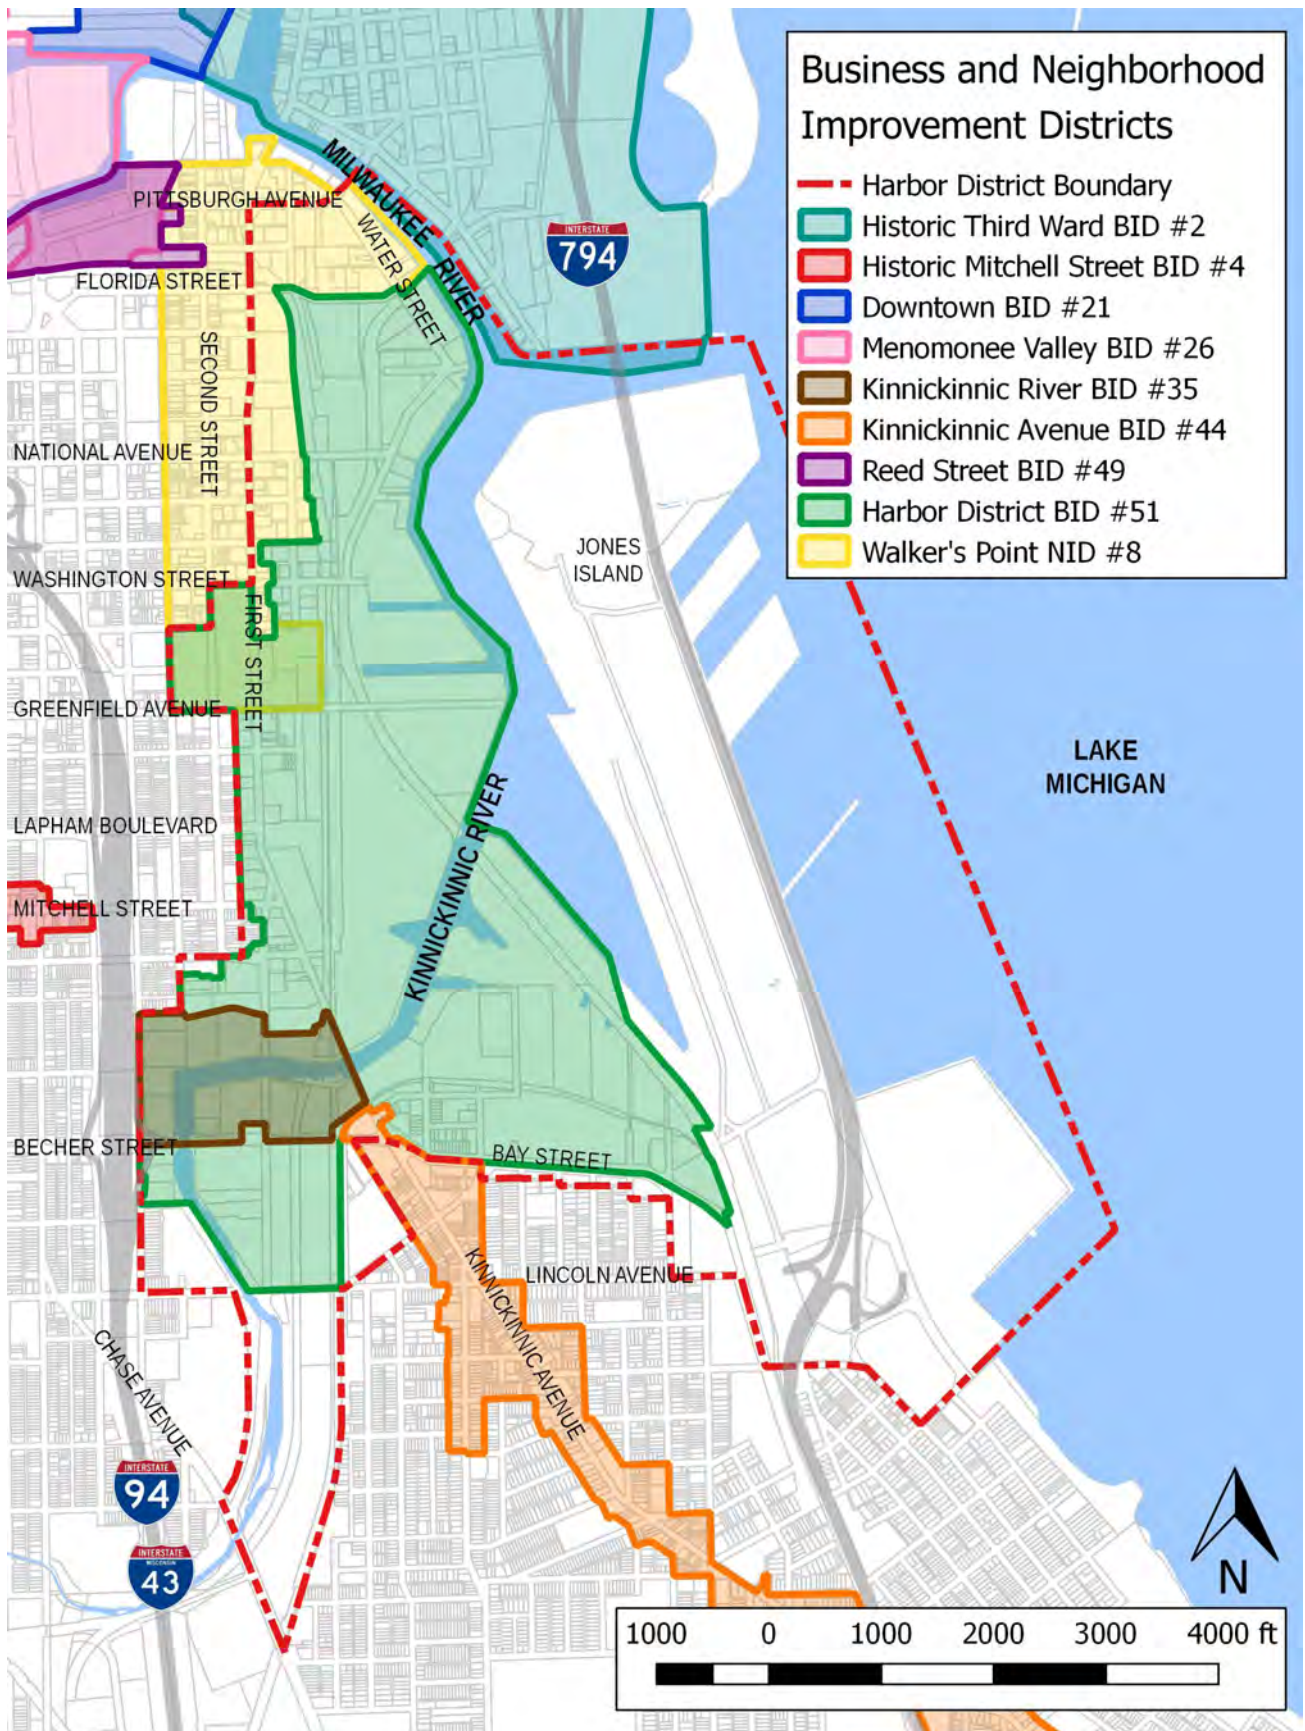 Business and Neighborhood
Improvement Districts
Harbor District Boundary
Historic Third Ward BID #2
Historic Mitchell Street BID #4
Downtown BID #21
Menomonee Valley BID #26
Kinnickinnic River BID #35
Kinnickinnic Avenue BID #44
Reed Street BID #49
Harbor District BID #51
Walker's Point NID #8
MILWAUKEE RIVER
PITTSBURGH AVENUE
WATER STREET
INTERSTATE
794
FLORIDA STREET
SECOND STREET
NATIONAL AVENUE
JONES
ISLAND
WASHINGTON STREET
FIRST STREET
GREENFIELD AVENUE
LAKE
MICHIGAN
LAPHAM BOULEVARD
KINNICKINNIC RIVER
MITCHELL STREET
BECHER STREET
BAY STREET
KINNICKINNIC AVENUE
LINCOLN AVENUE
CHASE AVENUE
INTERSTATE
94
INTERSTATE
WISCONSIN
43
N
1000 0 1000 2000 3000 4000 ft